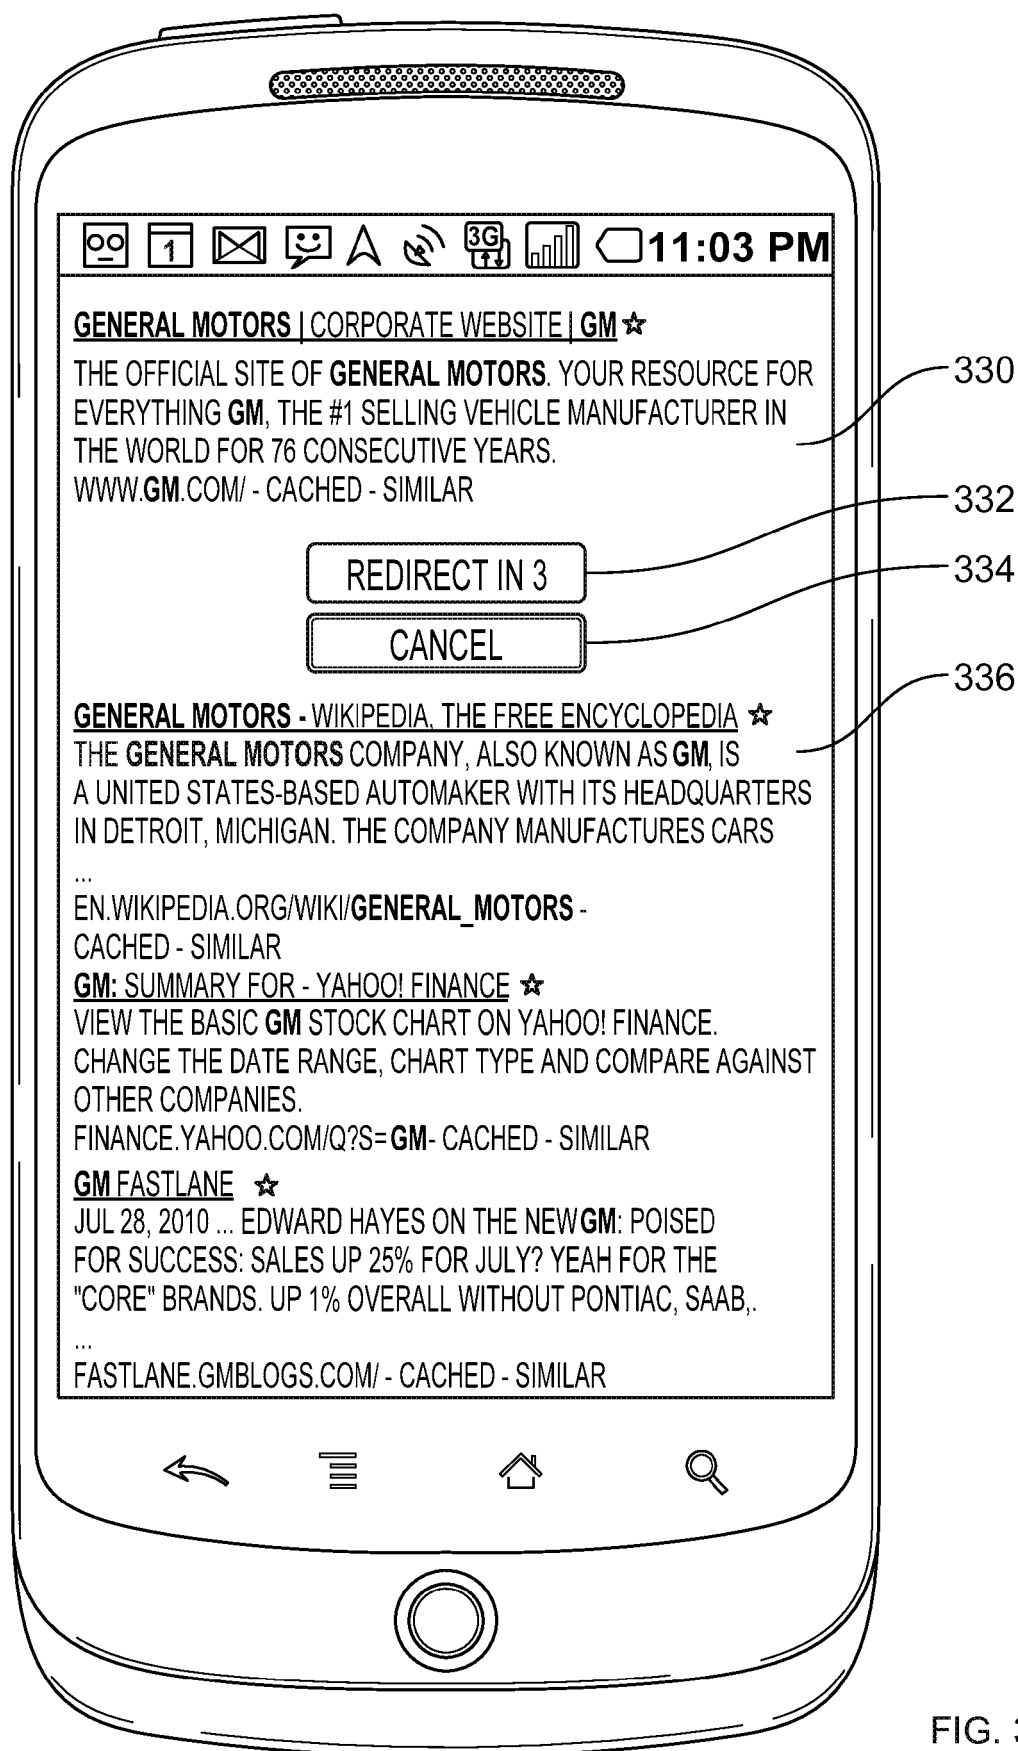 1 3G 11:03 PM
GENERAL MOTORS | CORPORATE WEBSITE | GM
THE OFFICIAL SITE OF GENERAL MOTORS. YOUR RESOURCE FOR
EVERYTHING GM, THE #1 SELLING VEHICLE MANUFACTURER IN
THE WORLD FOR 76 CONSECUTIVE YEARS.
WWW.GM.COM/ - CACHED - SIMILAR
330
REDIRECT IN 3
332
CANCEL
334
GENERAL MOTORS - WIKIPEDIA, THE FREE ENCYCLOPEDIA
336
THE GENERAL MOTORS COMPANY, ALSO KNOWN AS GM, IS
A UNITED STATES-BASED AUTOMAKER WITH ITS HEADQUARTERS
IN DETROIT, MICHIGAN. THE COMPANY MANUFACTURES CARS
...
EN.WIKIPEDIA.ORG/WIKI/GENERAL_MOTORS -
CACHED - SIMILAR
GM: SUMMARY FOR - YAHOO! FINANCE
VIEW THE BASIC GM STOCK CHART ON YAHOO! FINANCE.
CHANGE THE DATE RANGE, CHART TYPE AND COMPARE AGAINST
OTHER COMPANIES.
FINANCE.YAHOO.COM/Q?S=GM- CACHED - SIMILAR
GM FASTLANE
JUL 28, 2010 ... EDWARD HAYES ON THE NEW GM: POISED
FOR SUCCESS: SALES UP 25% FOR JULY? YEAH FOR THE
"CORE" BRANDS. UP 1% OVERALL WITHOUT PONTIAC, SAAB,.
...
FASTLANE.GMBLOGS.COM/ - CACHED - SIMILAR
FIG.